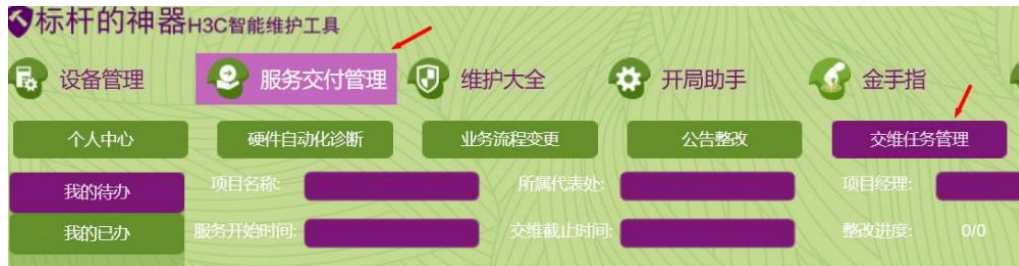 标杆的神器H3C智能维护工具
设备管理 服务交付管理 维护大全 开局助手 金手指
个人中心 硬件自动化诊断 业务流程变更 公告整改 交维任务管理
我的待办 项目名称: 所属代表处: 项目经理:
我的已办 服务开始时间: 交维截止时间: 整改进度: 0/0